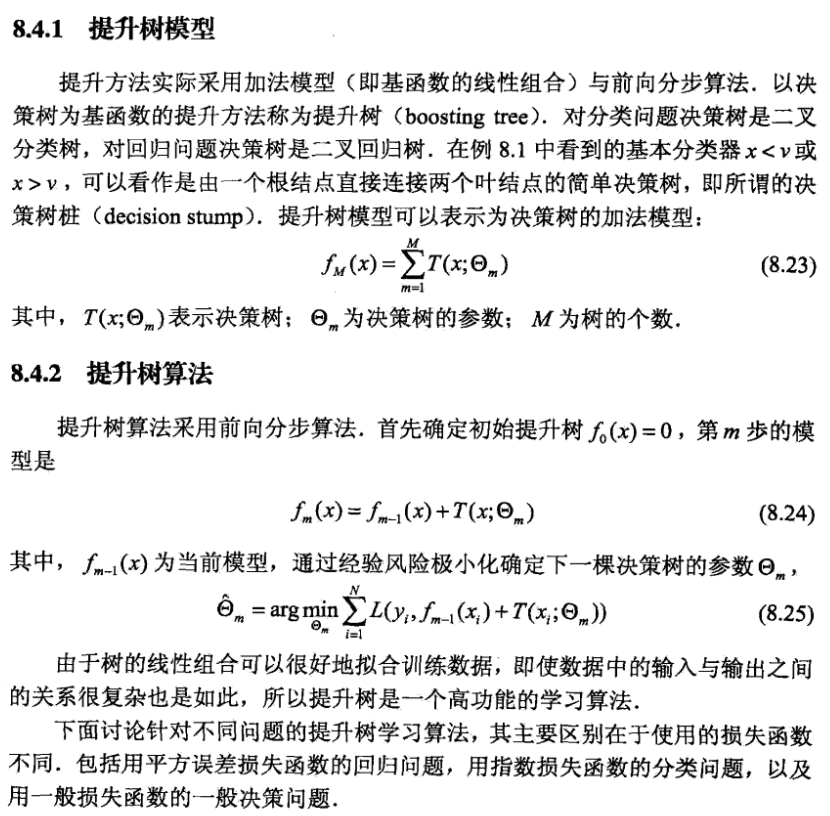 8.4.1 提升树模型
提升方法实际采用加法模型（即基函数的线性组合）与前向分步算法．以决
策树为基函数的提升方法称为提升树（boosting tree）．对分类问题决策树是二叉
分类树，对回归问题决策树是二叉回归树．在例 8.1 中看到的基本分类器 x < v 或
x > v，可以看作是由一个根结点直接连接两个叶结点的简单决策树，即所谓的决
策树桩（decision stump）．提升树模型可以表示为决策树的加法模型：
f_M(x) = ∑_{m=1}^{M} T(x;Θ_m) (8.23)
其中，T(x;Θ_m) 表示决策树；Θ_m 为决策树的参数；M 为树的个数．
8.4.2 提升树算法
提升树算法采用前向分步算法．首先确定初始提升树 f_0(x) = 0，第 m 步的模
型是
f_m(x) = f_{m-1}(x) + T(x;Θ_m) (8.24)
其中，f_{m-1}(x) 为当前模型，通过经验风险极小化确定下一棵决策树的参数 Θ_m，
Θ̂_m = arg min_{Θ_m} ∑_{i=1}^{N} L(y_i, f_{m-1}(x_i) + T(x_i;Θ_m)) (8.25)
由于树的线性组合可以很好地拟合训练数据，即使数据中的输入与输出之间
的关系很复杂也是如此，所以提升树是一个高功能的学习算法．
下面讨论针对不同问题的提升树学习算法，其主要区别在于使用的损失函数
不同．包括用平方误差损失函数的回归问题，用指数损失函数的分类问题，以及
用一般损失函数的一般决策问题．